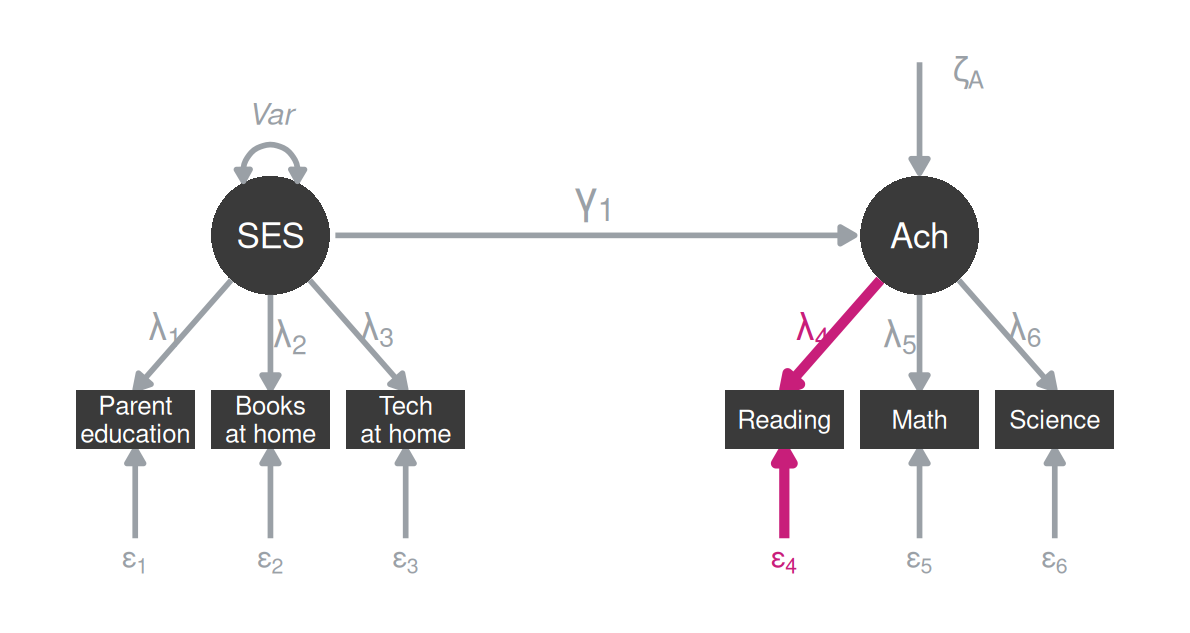 ζA
Var
γ1
SES
Ach
λ1
λ2
λ3
λ4
λ5
λ6
Parent
education
Books
at home
Tech
at home
Reading
Math
Science
ε1
ε2
ε3
ε4
ε5
ε6